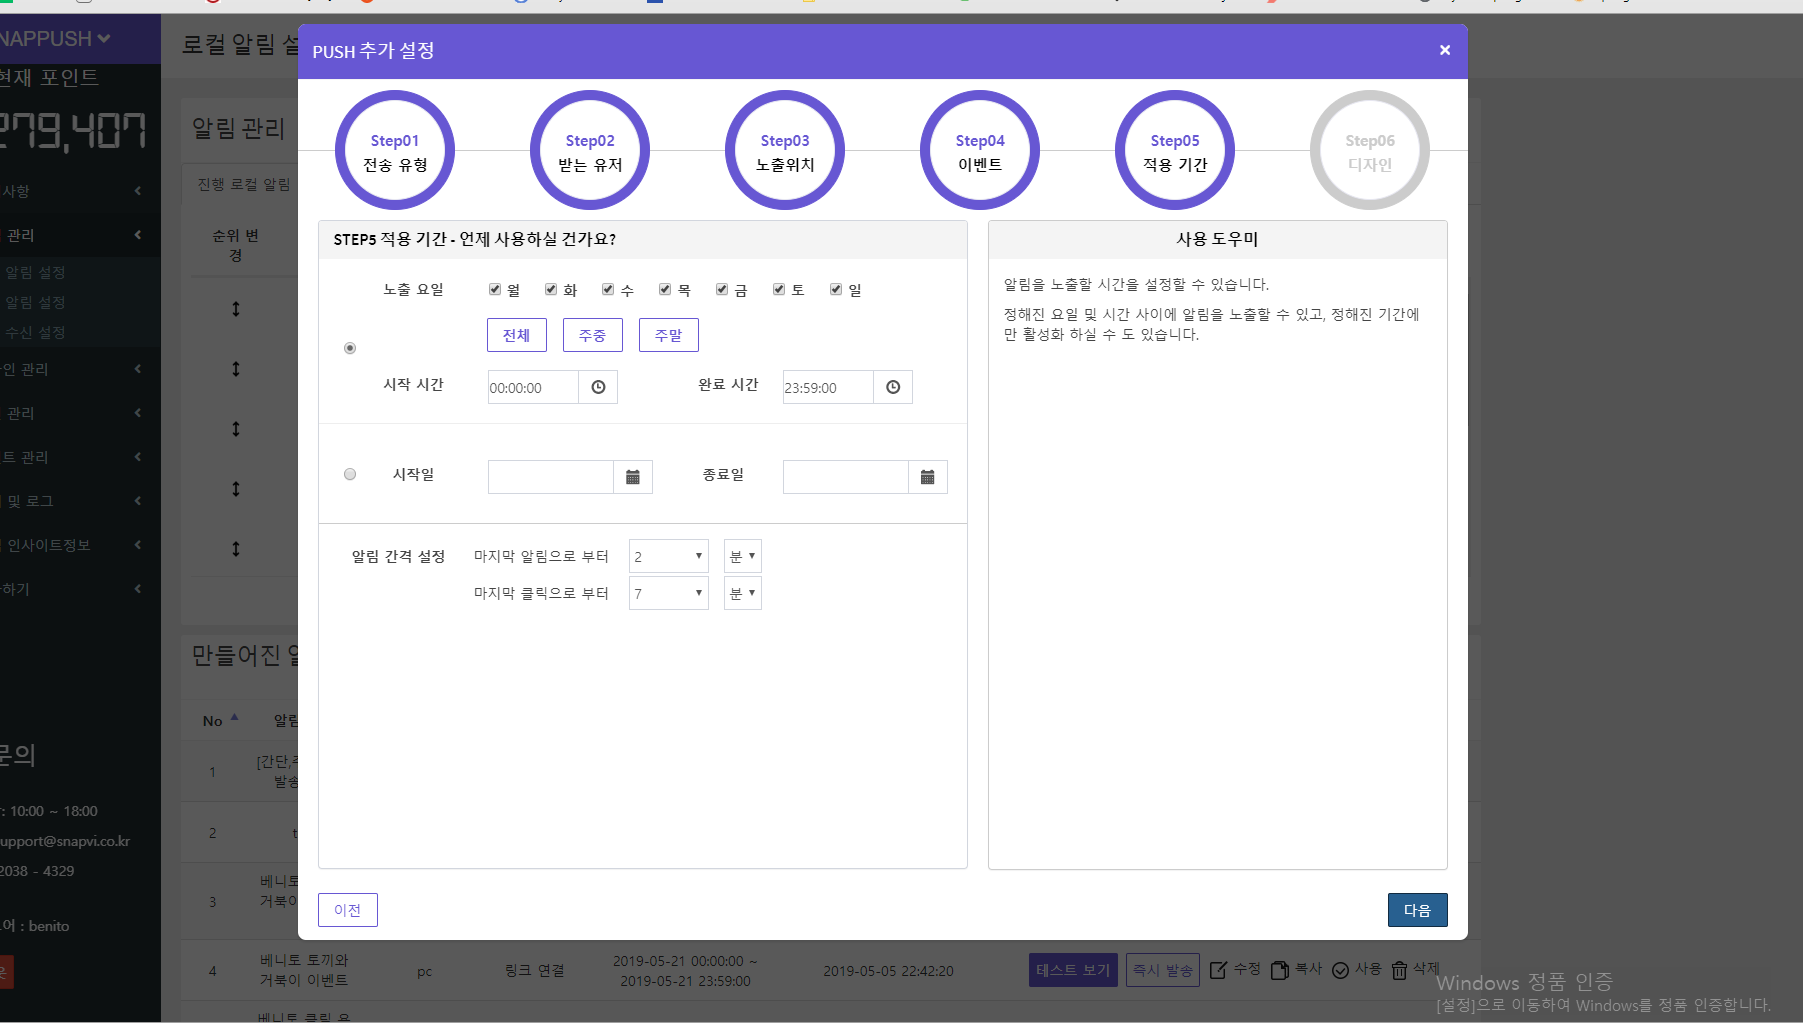 NAPPUSH
로컬 알림 설
현재 포인트
279,407
사항
관리
알림 설정
알림 설정
수신 설정
인 관리
관리
트 관리
및 로그
인사이트정보
하기
문의
: 10:00 ~ 18:00
upport@snapvi.co.kr
2038 - 4329
어 : benito
알림 관리
진행 로컬 알림
순위 변
경
만들어진 알
No 알림
1 [간단,
발송
2 t
3 베니토
거북이
PUSH 추가 설정 ×
Step01 Step02 Step03 Step04 Step05 Step06
전송 유형 받는 유저 노출위치 이벤트 적용 기간 디자인
STEP5 적용 기간 - 언제 사용하실 건가요?
노출 요일 월 화 수 목 금 토 일
전체 주중 주말
시작 시간 00:00:00 완료 시간 23:59:00
시작일 종료일
알림 간격 설정 마지막 알림으로 부터 2 분
마지막 클릭으로 부터 7 분
사용 도우미
알림을 노출할 시간을 설정할 수 있습니다.
정해진 요일 및 시간 사이에 알림을 노출할 수 있고, 정해진 기간에
만 활성화 하실 수 도 있습니다.
이전 다음
4 베니토 토끼와 pc 링크 연결 2019-05-21 00:00:00 ~ 2019-05-05 22:42:20 테스트 보기 즉시 발송 수정 복사 사용 삭제
거북이 이벤트 2019-05-21 23:59:00
베니토 클릭 유
Windows 정품 인증
[설정]으로 이동하여 Windows를 정품 인증합니다.